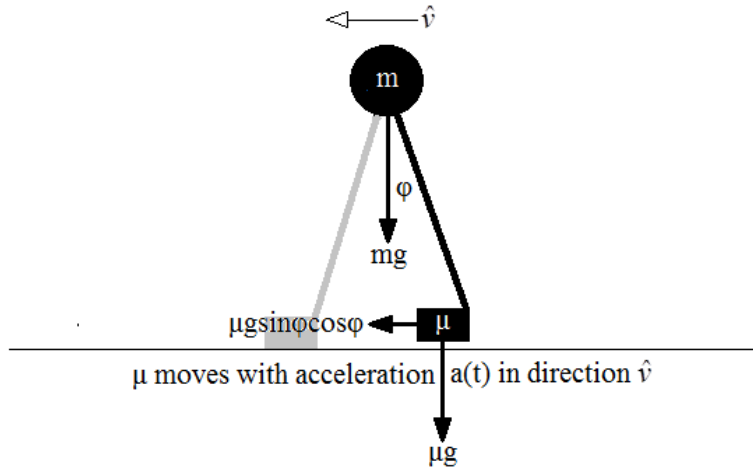 v̂
m
φ
mg
μgsinφcosφ
μ
μ moves with acceleration a(t) in direction v̂
μg